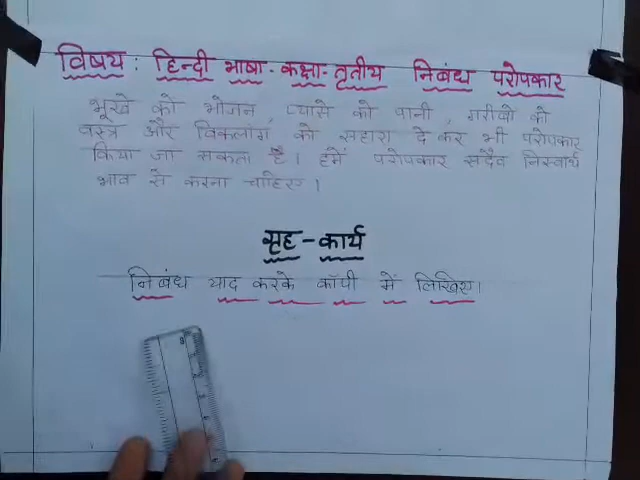 विषय: हिन्दी भाषा - कक्षा - तृतीय निबंध परोपकार
भूखे को भोजन, प्यासे को पानी, गरीबों को
वस्त्र और विकलांग को सहारा दे कर भी परोपकार
किया जा सकता है। हमें परोपकार सदैव निस्वार्थ
भाव से करना चाहिए।
गृह - कार्य
निबंध याद करके कॉपी में लिखिए।